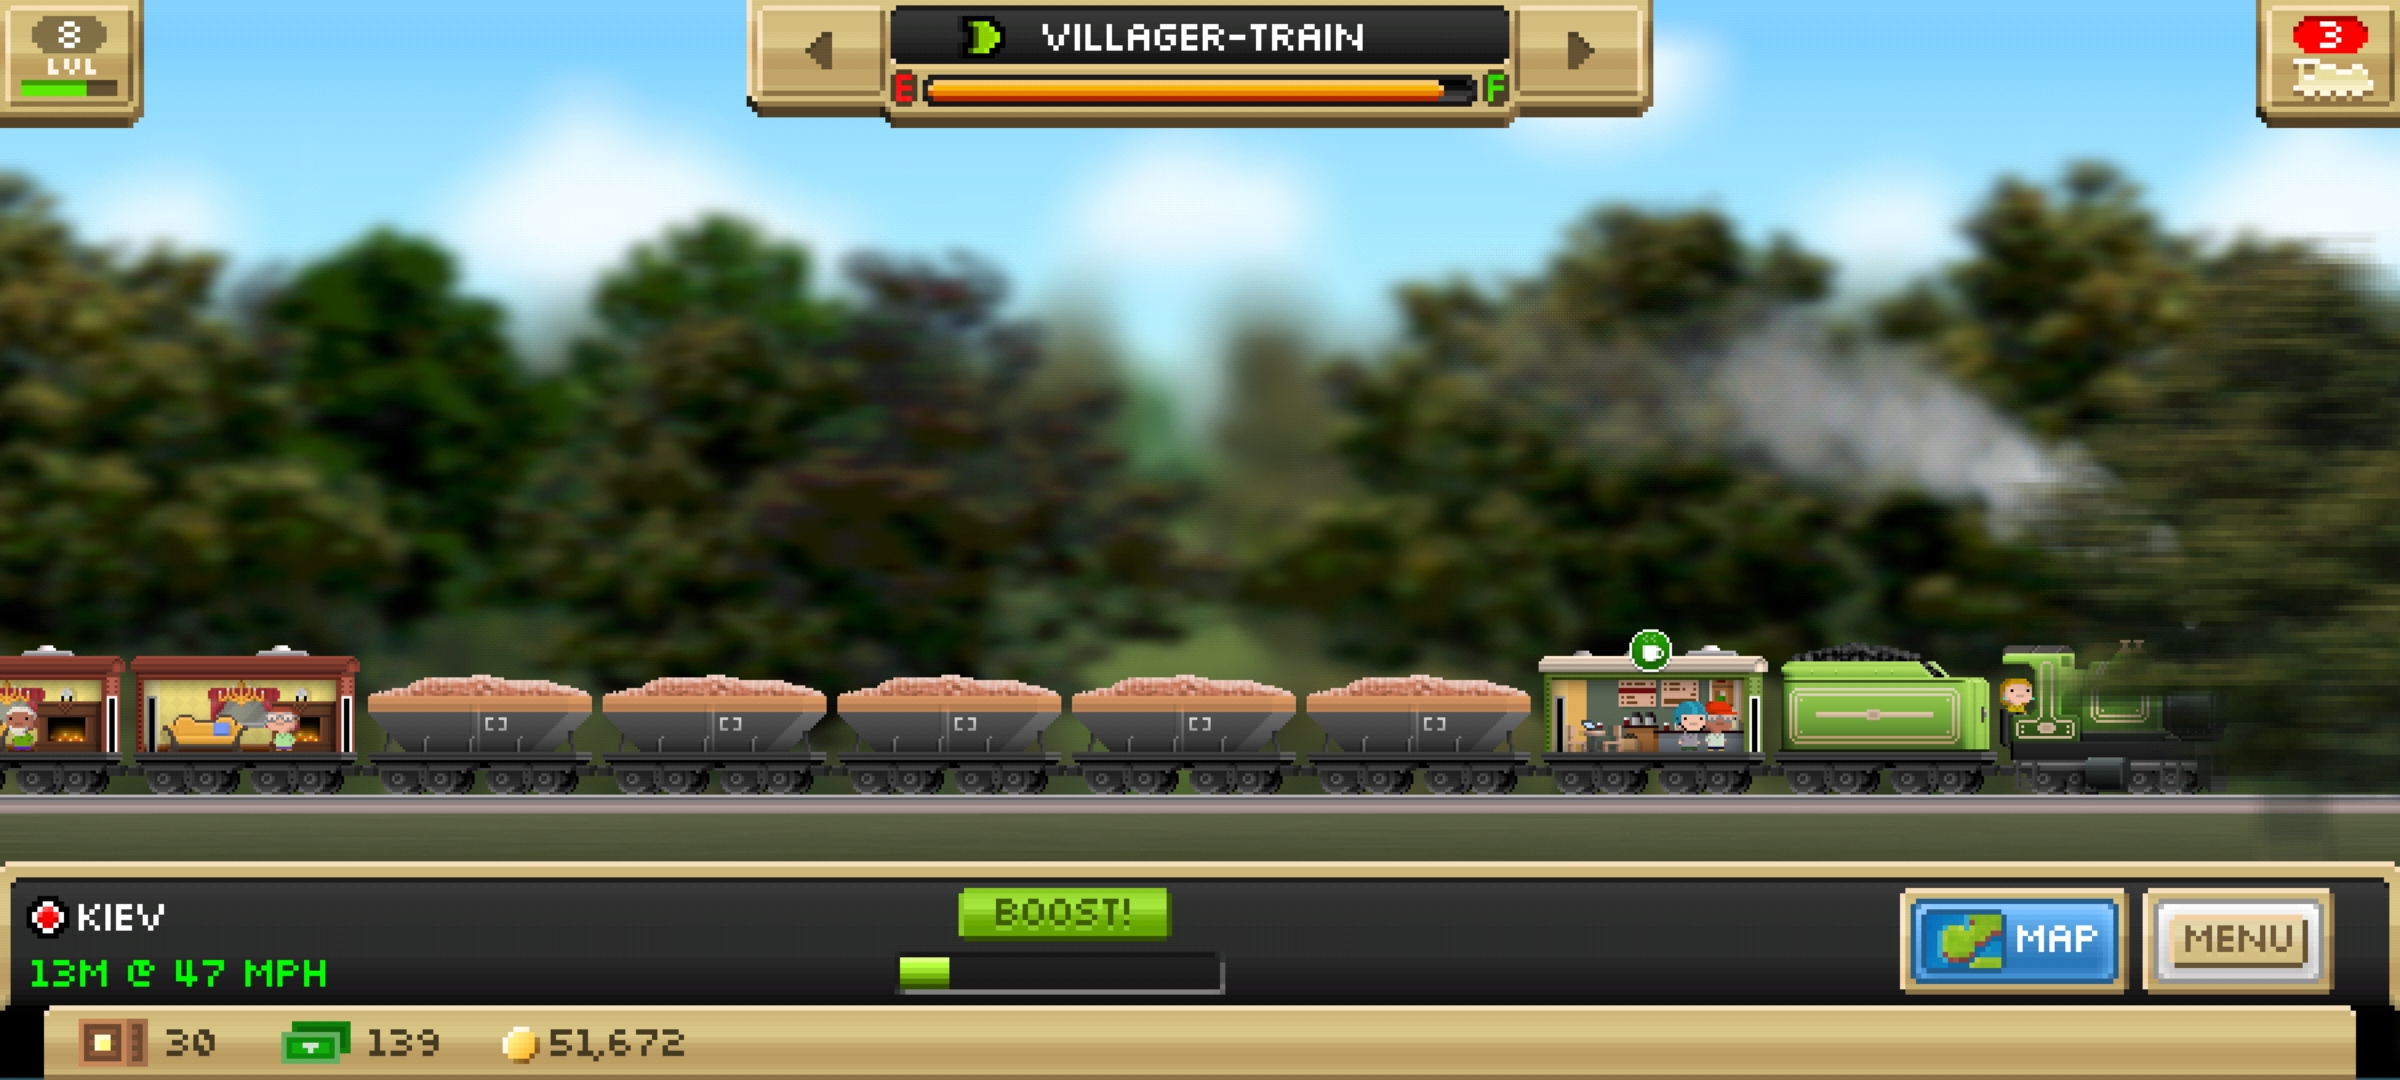 8
LVL
VILLAGER-TRAIN
E F
3
KIEV
13M @ 47 MPH
BOOST!
MAP
MENU
30 139 51,672